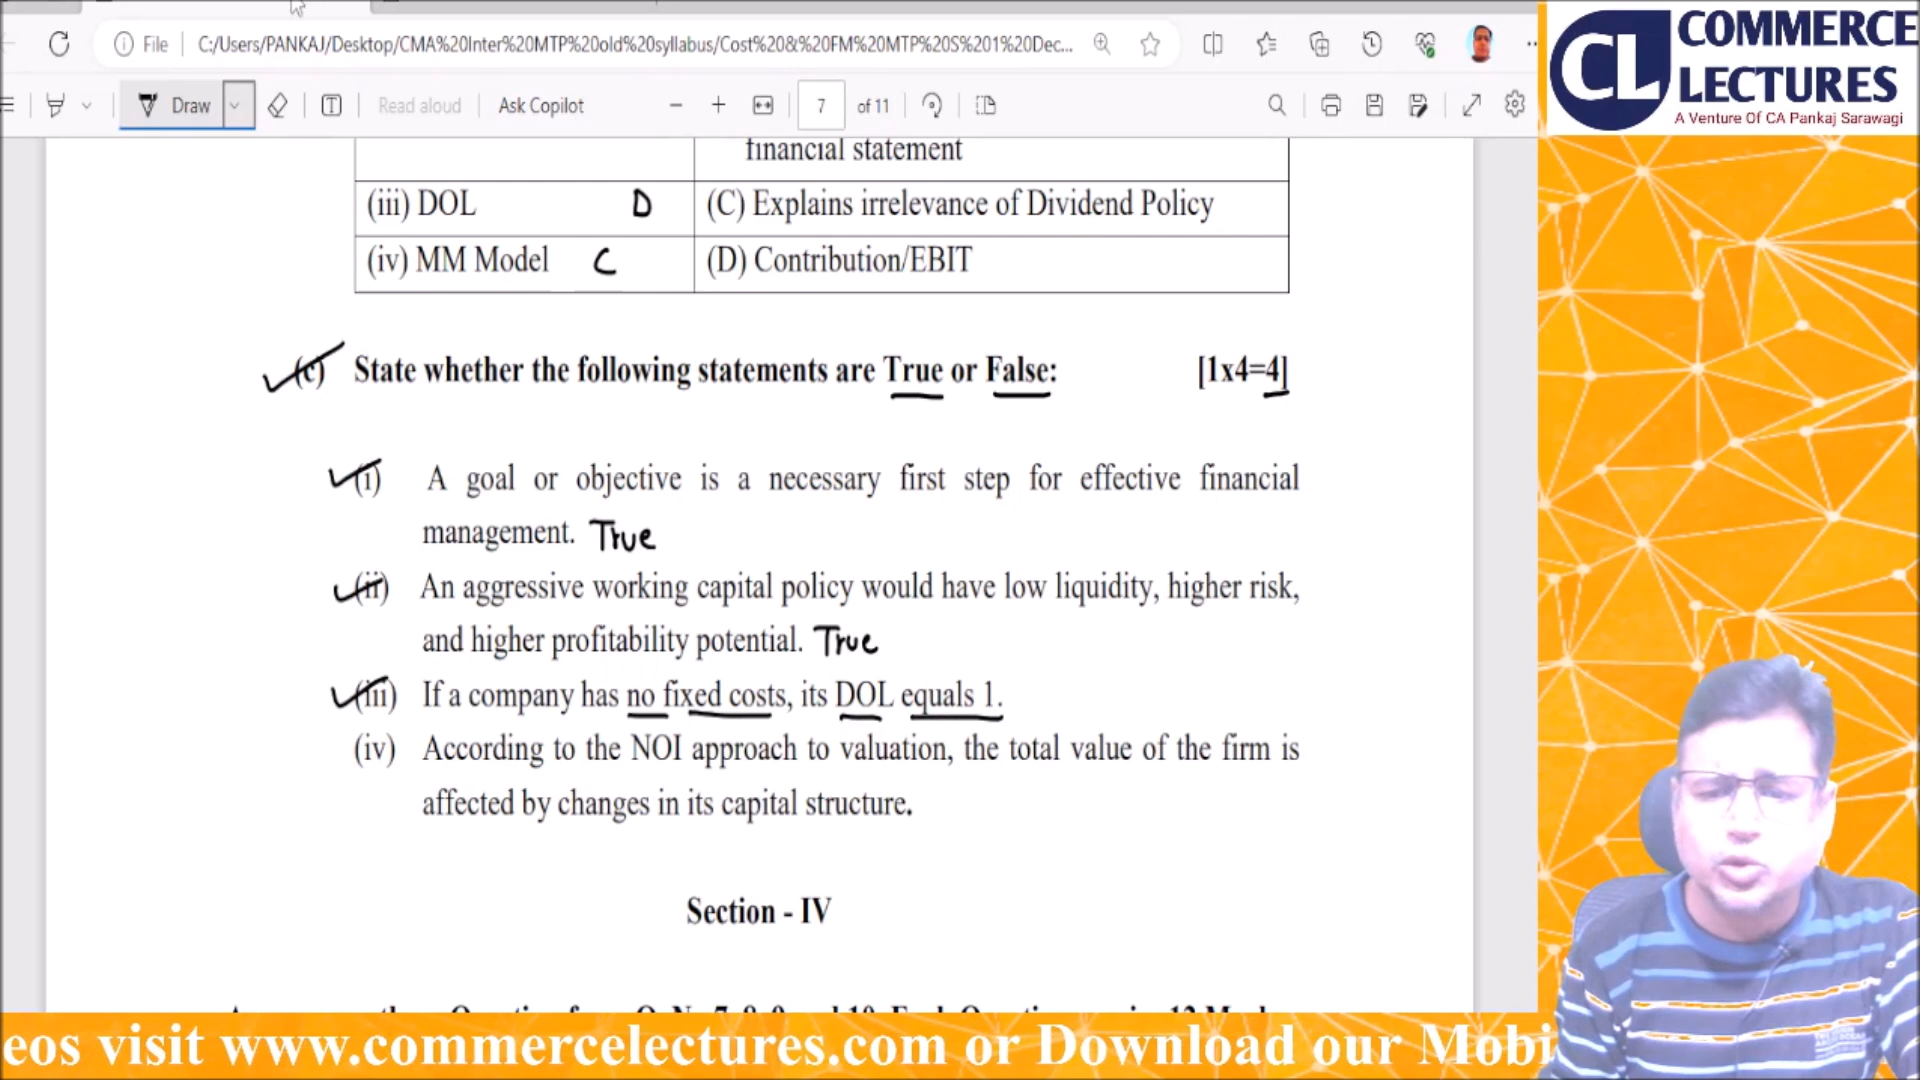 File
C:/Users/PANKAJ/Desktop/CMA%20Inter%20MTP%20old%20syllabus/Cost%20&%20FM%20MTP%20S%201%20Dec...
Draw
Read aloud
Ask Copilot
7
of 11
CL COMMERCE
LECTURES
A Venture Of CA Pankaj Sarawagi
financial statement
(iii) DOL D (C) Explains irrelevance of Dividend Policy
(iv) MM Model C (D) Contribution/EBIT
(c) State whether the following statements are True or False: [1x4=4]
(i) A goal or objective is a necessary first step for effective financial
management. True
(ii) An aggressive working capital policy would have low liquidity, higher risk,
and higher profitability potential. True
(iii) If a company has no fixed costs, its DOL equals 1.
(iv) According to the NOI approach to valuation, the total value of the firm is
affected by changes in its capital structure.
Section - IV
eos visit www.commercelectures.com or Download our Mobi